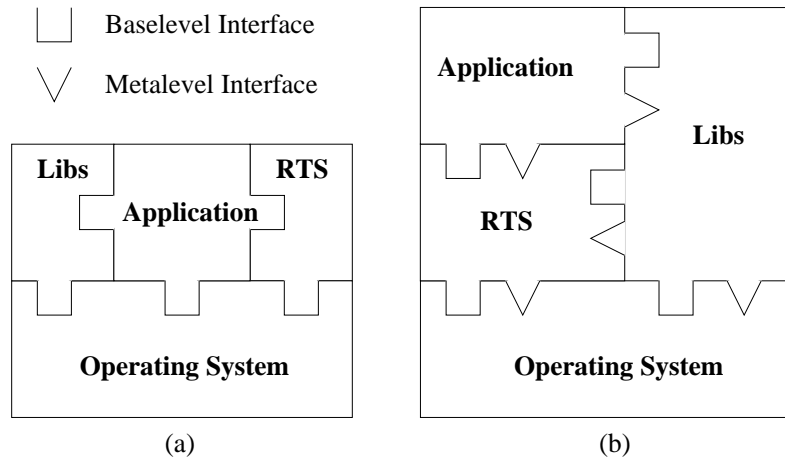 Baselevel Interface
Metalevel Interface
Libs
RTS
Application
Operating System
(a)
Application
Libs
RTS
Operating System
(b)